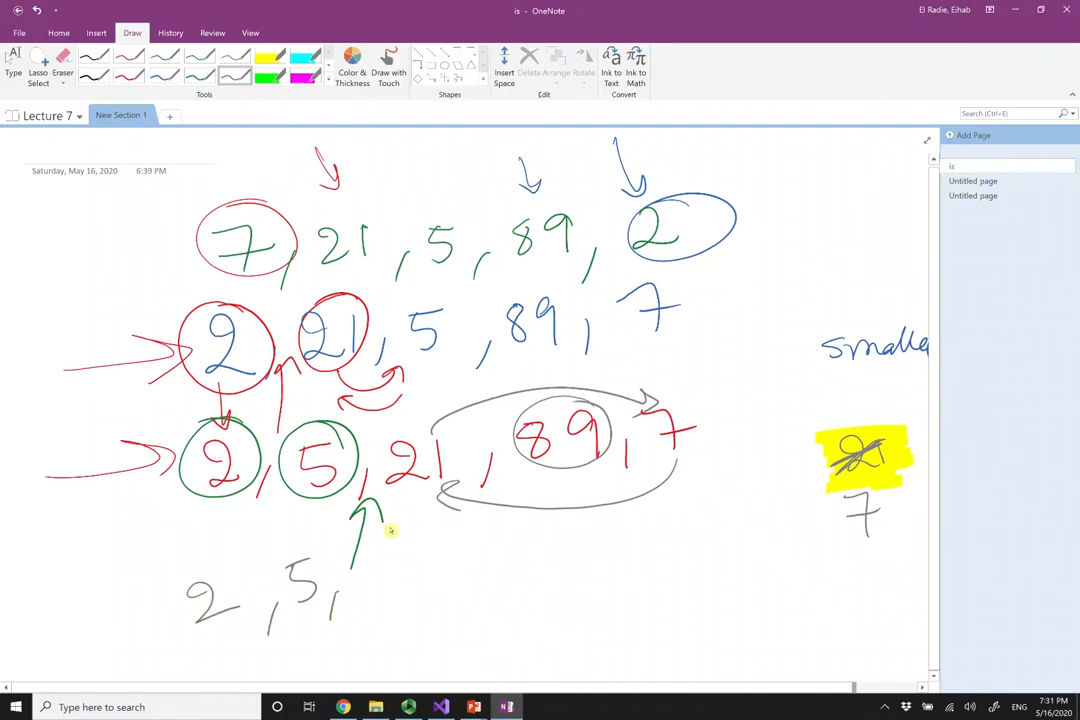 is - OneNote
El Radie, Eihab
File Home Insert Draw History Review View
Type
Lasso Select
Eraser
Color & Thickness
Draw with Touch
Insert Space
Delete
Arrange
Rotate
Ink to Text
Ink to Math
Tools
Shapes
Edit
Convert
Lecture 7
New Section 1
Search (Ctrl+E)
Add Page
is
Untitled page
Untitled page
Saturday, May 16, 2020 6:39 PM
7, 21, 5, 89, 2
2, 21, 5, 89, 7
smalle
2, 5, 21, 89, 7
21
7
2, 5,
Type here to search
ENG
7:31 PM
5/16/2020